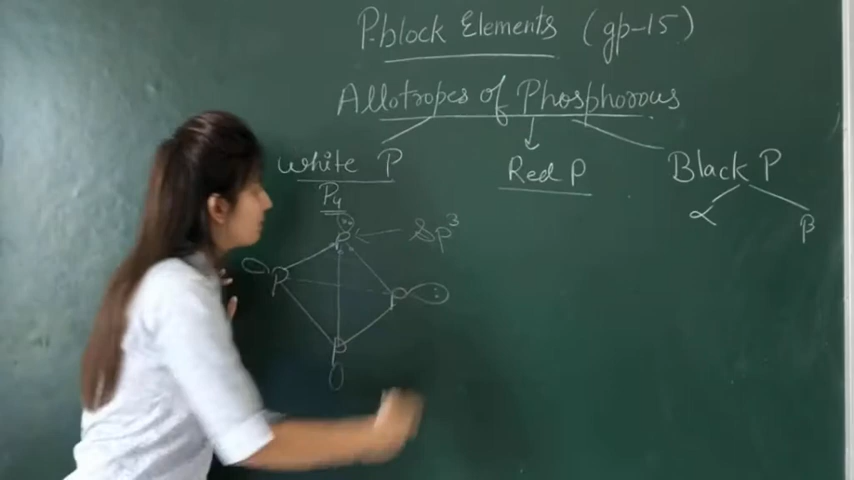 P-block Elements (gp-15)
Allotropes of Phosphorous
White P
Red P
Black P
P4
α
β
P
sp3
P
P
P